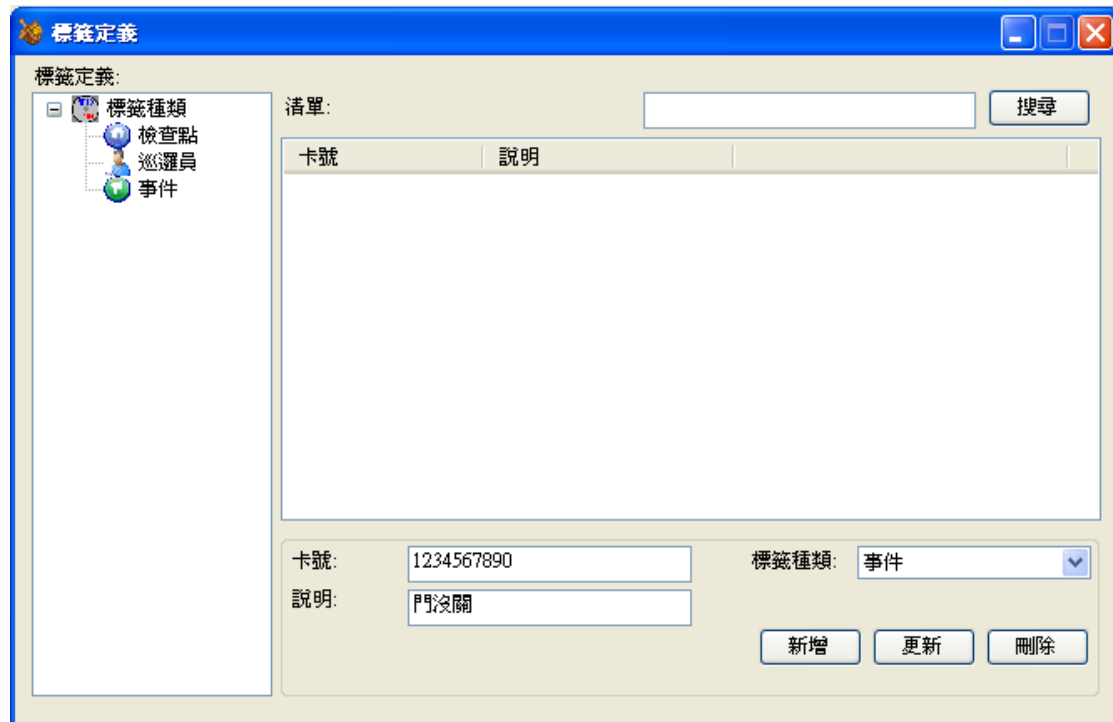 標籤定義
標籤定義:
標籤種類
檢查點
巡邏員
事件
清單:
搜尋
卡號 說明
卡號: 1234567890 標籤種類: 事件
說明: 門沒關
新增 更新 刪除